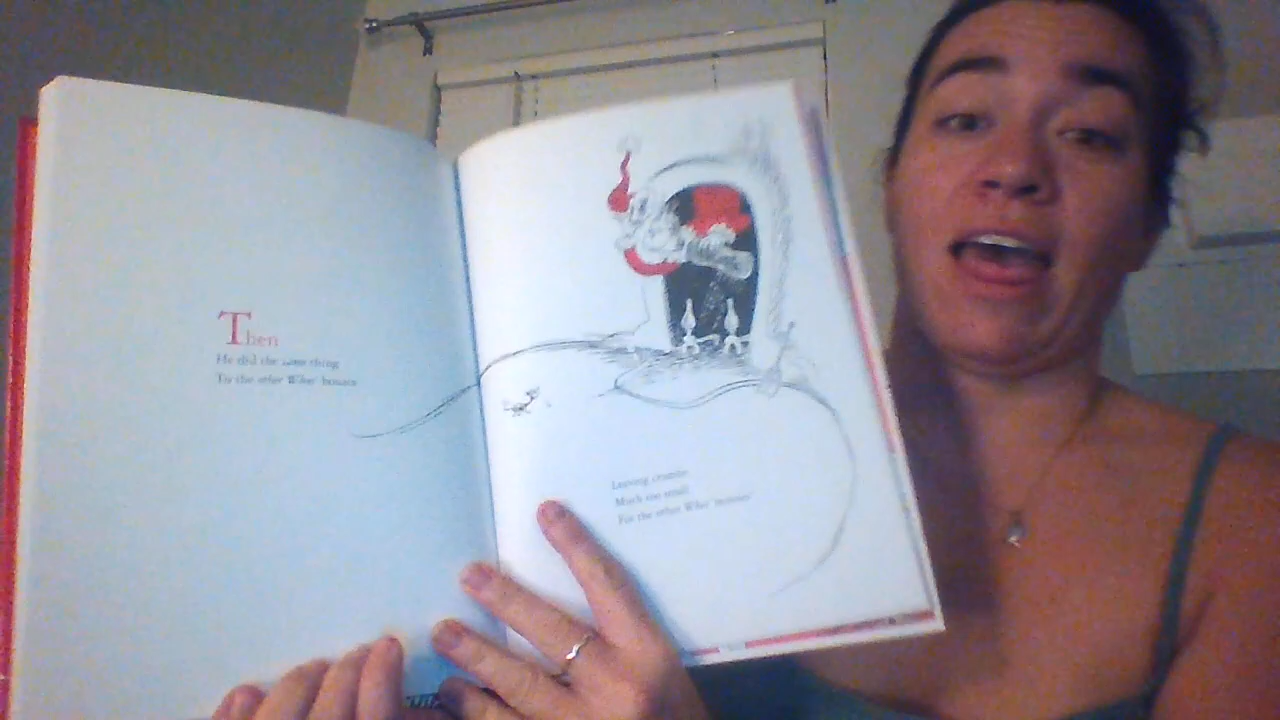 Then
He did the same thing
To the other Whos' houses
Leaving crumbs
Much too small
For the other Whos' mouses!